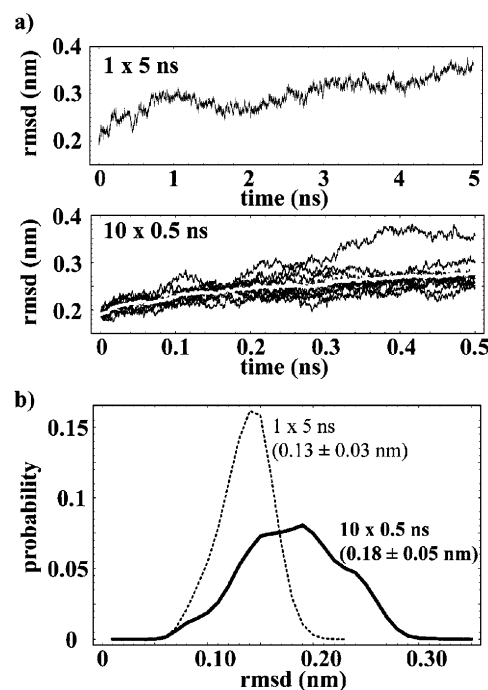 a)
0.4
1 x 5 ns
rmsd (nm)
0.3
0.2
0 1 2 3 4 5
time (ns)
0.4
10 x 0.5 ns
rmsd (nm)
0.3
0.2
0 0.1 0.2 0.3 0.4 0.5
time (ns)
b)
0.15
1 x 5 ns
(0.13 ± 0.03 nm)
probability
0.1
10 x 0.5 ns
(0.18 ± 0.05 nm)
0.05
0
0 0.10 0.20 0.30
rmsd (nm)